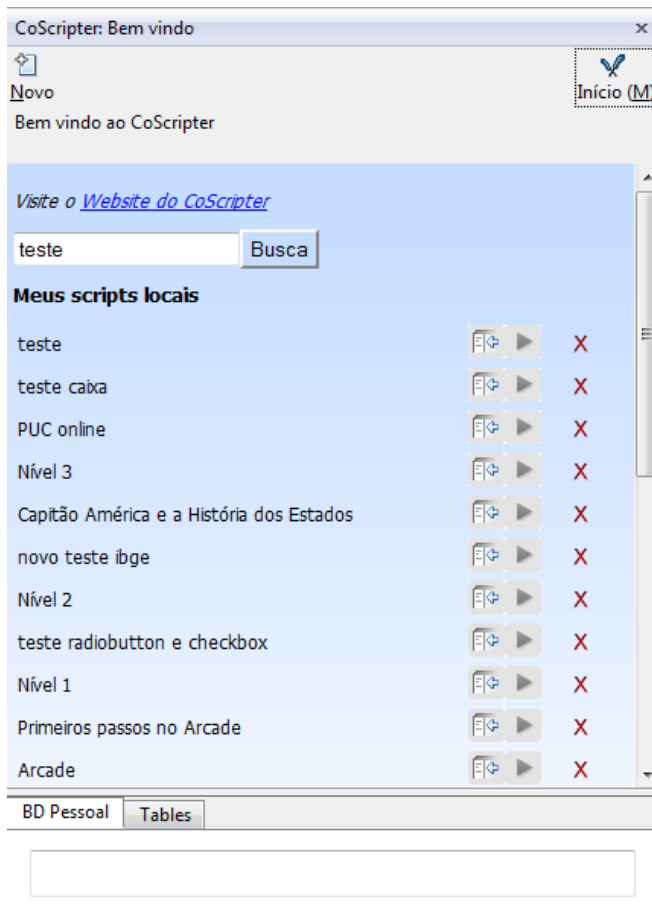 CoScripter: Bem vindo
Novo
Início (M)
Bem vindo ao CoScripter
Visite o Website do CoScripter
teste Busca
Meus scripts locais
teste X
teste caixa X
PUC online X
Nível 3 X
Capitão América e a História dos Estados X
novo teste ibge X
Nível 2 X
teste radiobutton e checkbox X
Nível 1 X
Primeiros passos no Arcade X
Arcade X
BD Pessoal Tables